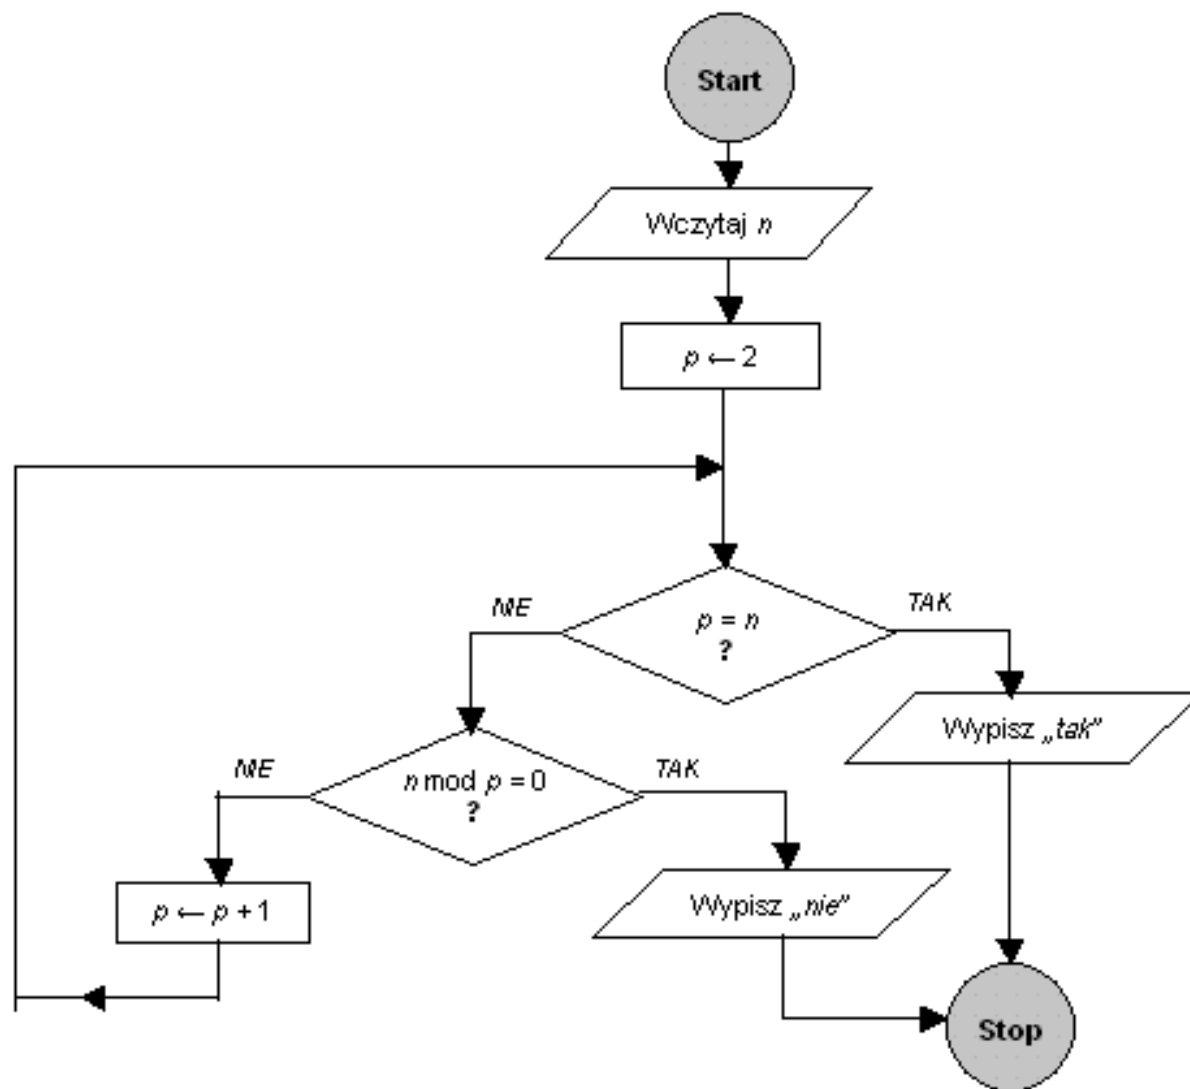 Start
Wczytaj n
p ← 2
NIE
p = n
?
TAK
Wypisz „tak”
NIE
n mod p = 0
?
TAK
p ← p + 1
Wypisz „nie”
Stop